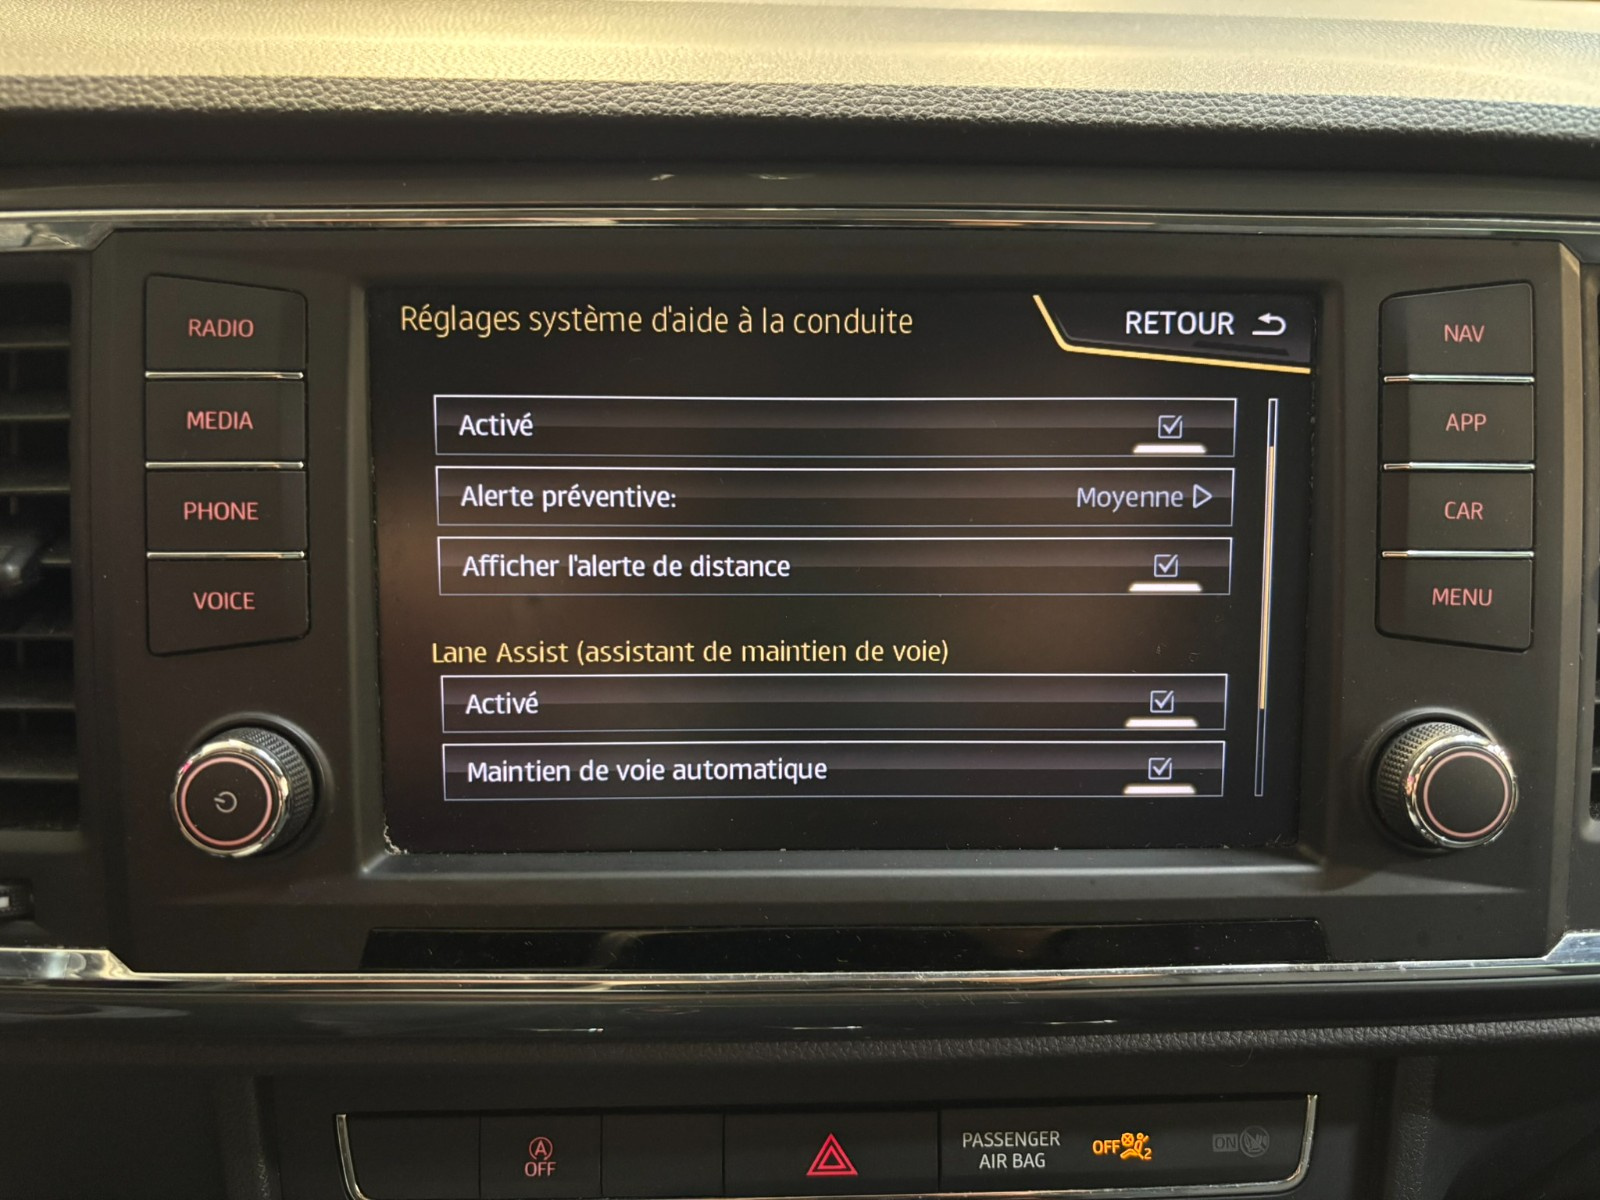 Réglages système d'aide à la conduite
RETOUR
Activé
Alerte préventive: Moyenne
Afficher l'alerte de distance
Lane Assist (assistant de maintien de voie)
Activé
Maintien de voie automatique
RADIO
MEDIA
PHONE
VOICE
NAV
APP
CAR
MENU
A
OFF
PASSENGER
AIR BAG
OFF 2
ON